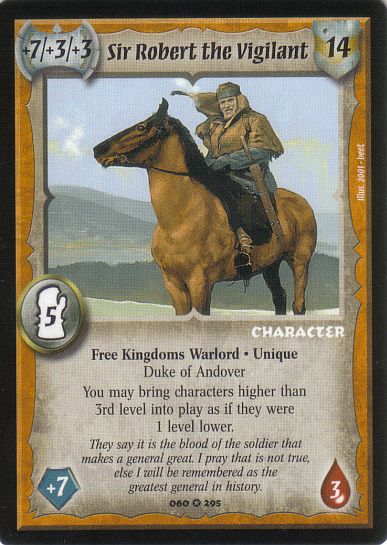 +7/+3/+3
Sir Robert the Vigilant
14
Illus. 2001 · beet
5
CHARACTER
Free Kingdoms Warlord • Unique
Duke of Andover
You may bring characters higher than
3rd level into play as if they were
1 level lower.
They say it is the blood of the soldier that
makes a general great. I pray that is not true,
else I will be remembered as the
greatest general in history.
+7
060 ✪ 295
3